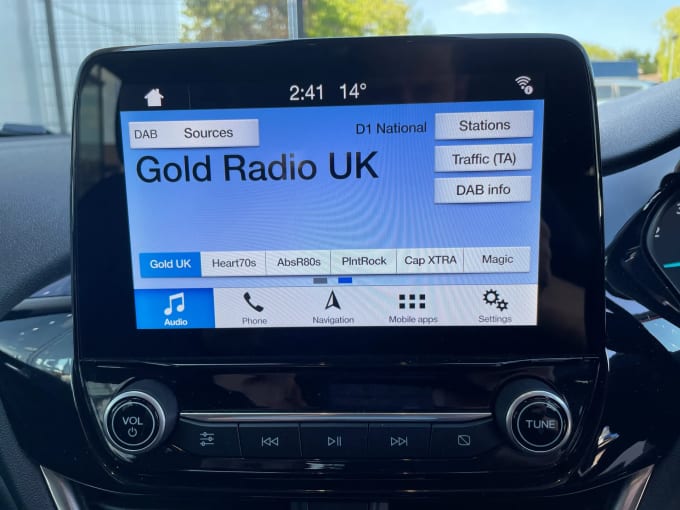 2:41 14°
DAB Sources D1 National Stations
Gold Radio UK
Traffic (TA)
DAB info
Gold UK Heart70s AbsR80s PlntRock Cap XTRA Magic
Audio Phone Navigation Mobile apps Settings
VOL TUNE
2